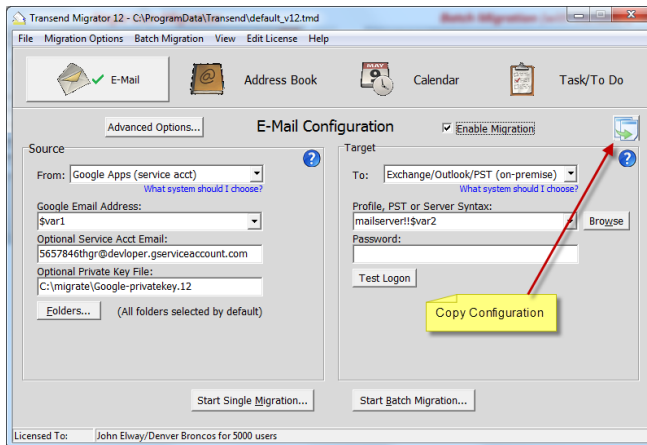 Transend Migrator 12 - C:\ProgramData\Transend\default_v12.tmd
File Migration Options Batch Migration View Edit License Help
E-Mail Address Book Calendar Task/To Do
MAY
Advanced Options... E-Mail Configuration Enable Migration
Source
From: Google Apps (service acct)
What system should I choose?
Google Email Address:
$var1
Optional Service Acct Email:
5657846thgr@devloper.gserviceaccount.com
Optional Private Key File:
C:\migrate\Google-privatekey.12
Folders... (All folders selected by default)
Target
To: Exchange/Outlook/PST (on-premise)
What system should I choose?
Profile, PST or Server Syntax:
mailserver!!$var2 Browse
Password:
Test Logon
Copy Configuration
Start Single Migration... Start Batch Migration...
Licensed To: John Elway/Denver Broncos for 5000 users